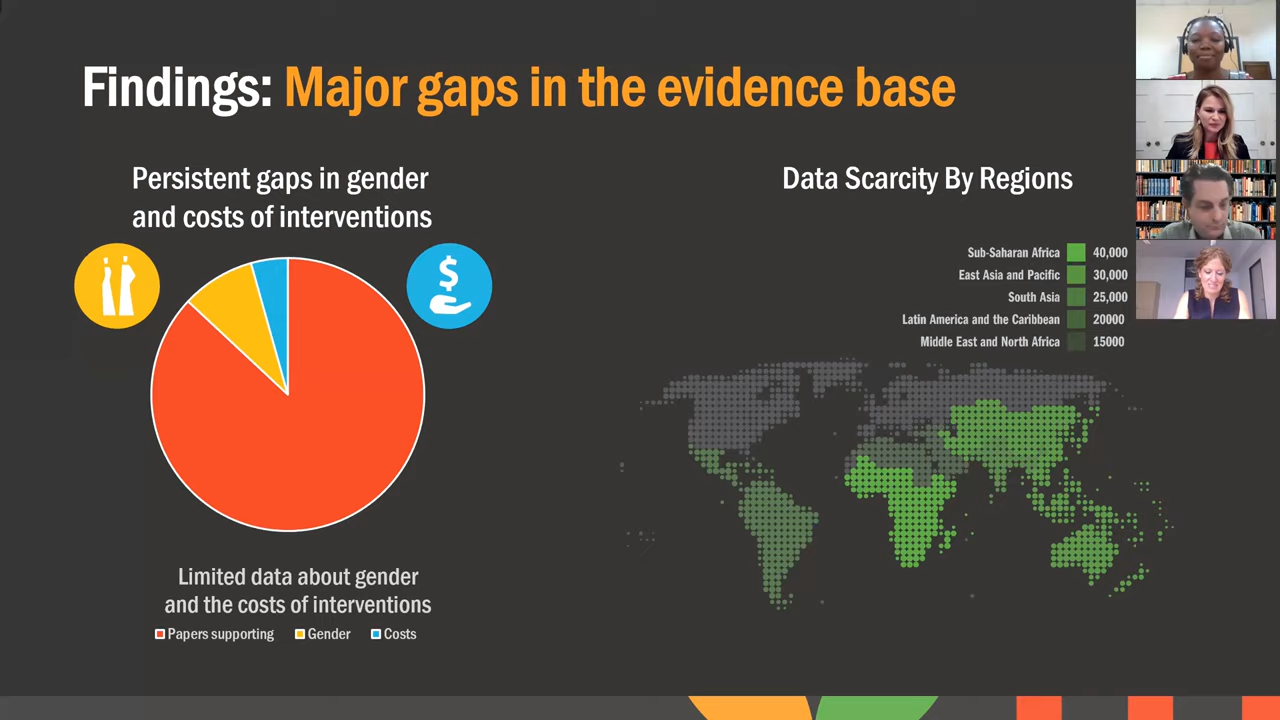 Findings: Major gaps in the evidence base
Persistent gaps in gender
and costs of interventions
$
Limited data about gender
and the costs of interventions
Papers supporting Gender Costs
Data Scarcity By Regions
Sub-Saharan Africa 40,000
East Asia and Pacific 30,000
South Asia 25,000
Latin America and the Caribbean 20000
Middle East and North Africa 15000